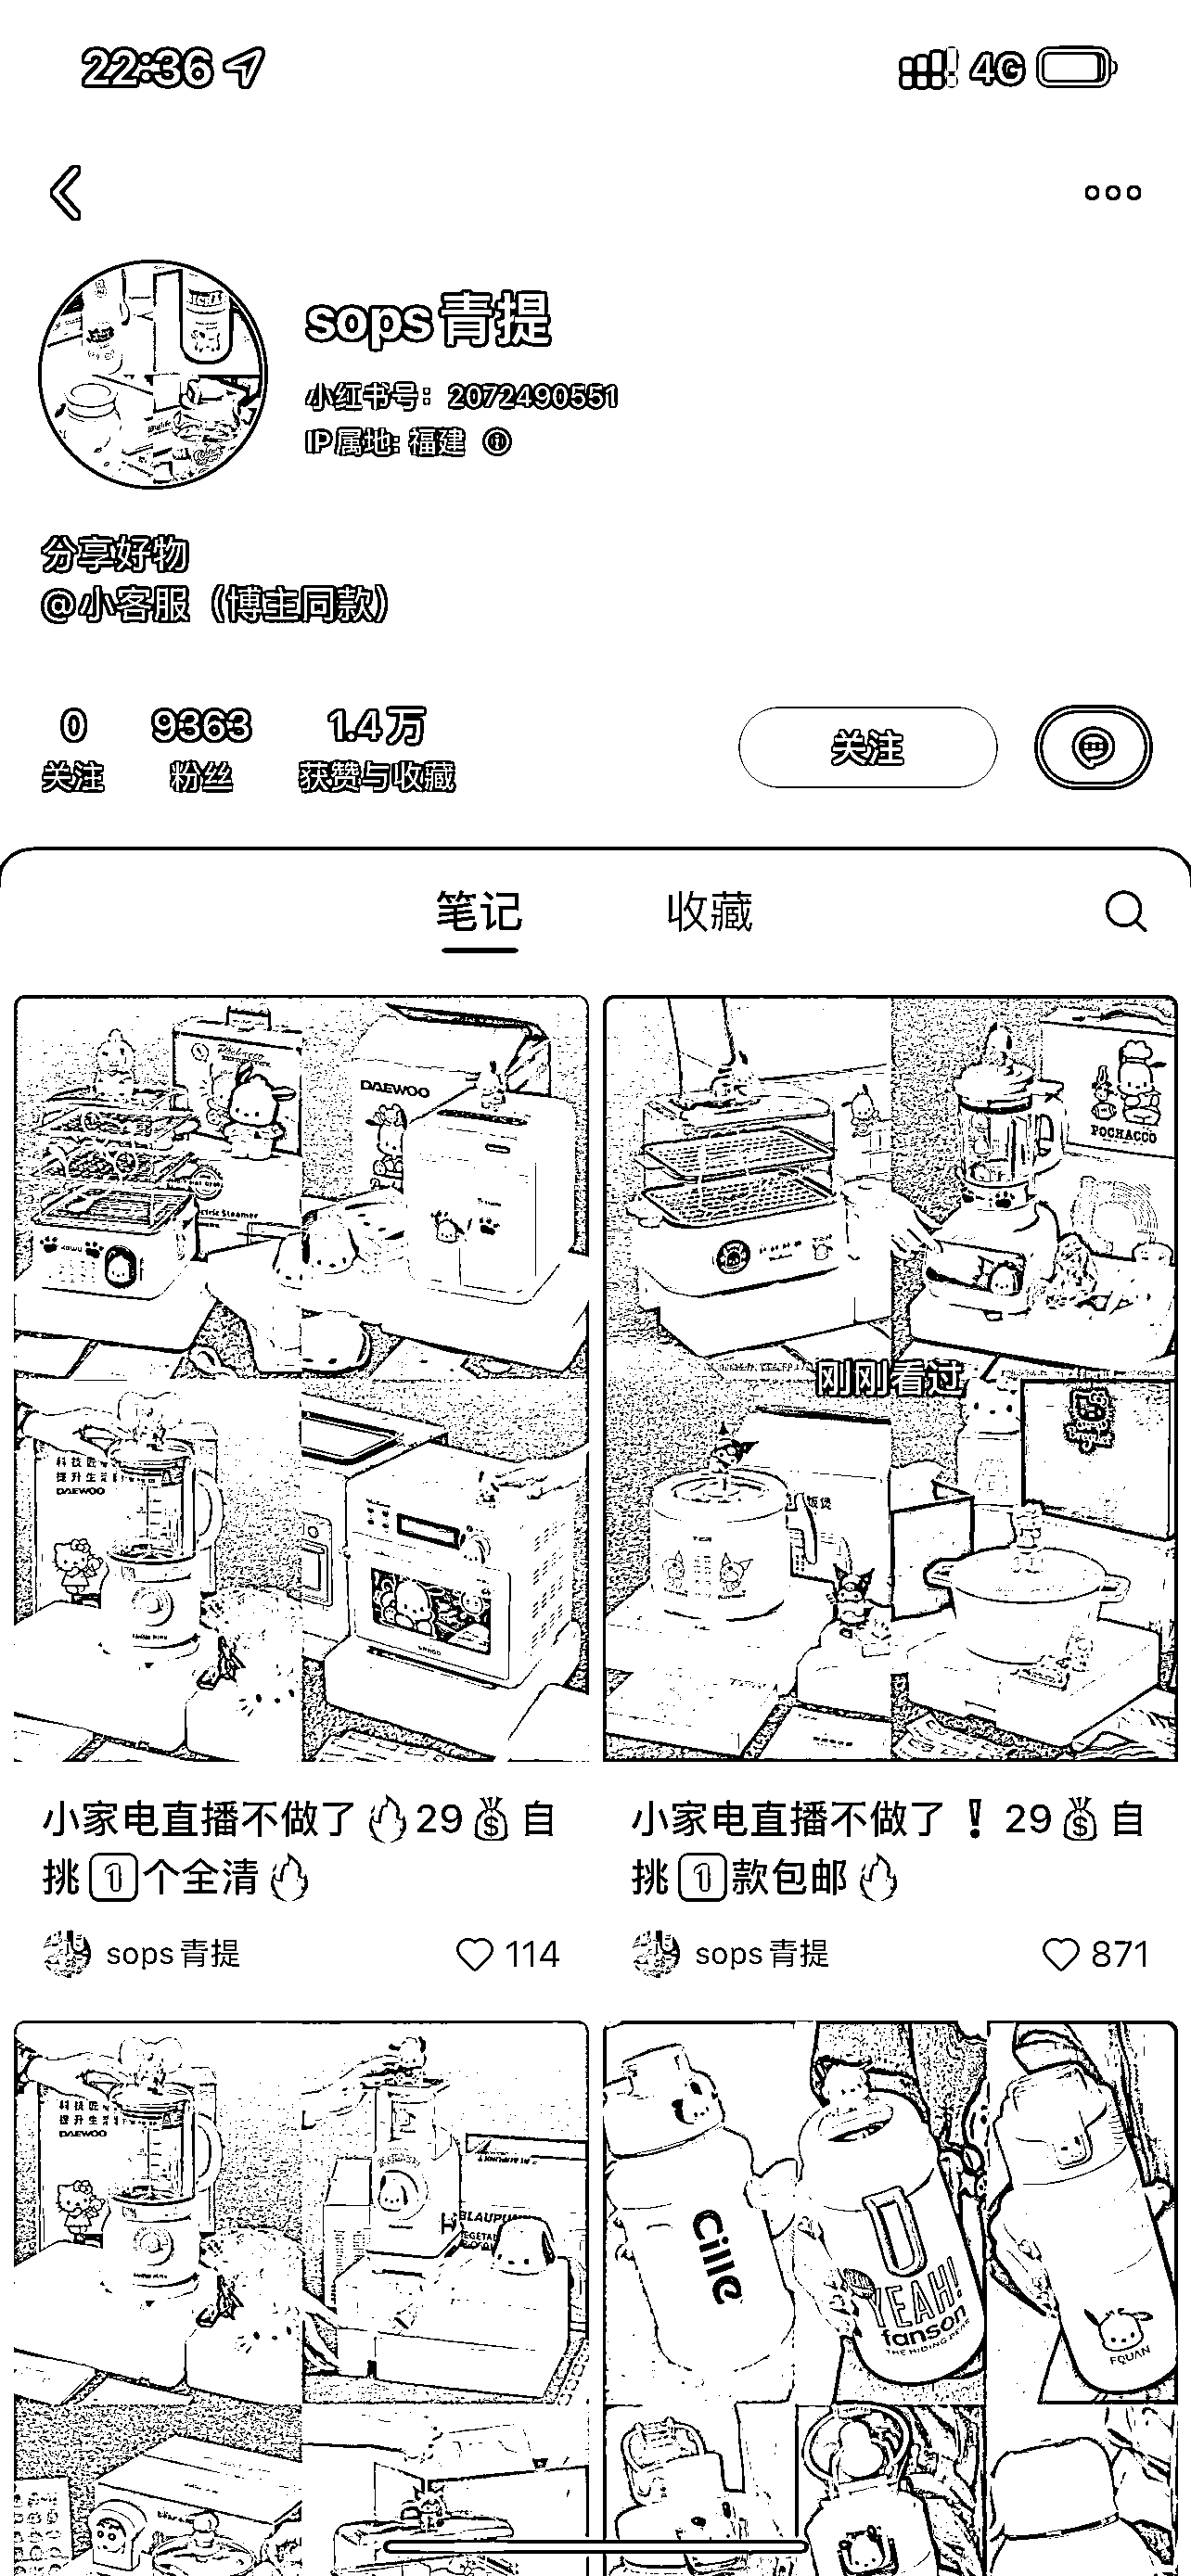 22:36
4G
sops青提
小红书号：2072490551
IP属地：福建
分享好物
@小客服（博主同款）
0
9363
1.4万
关注
粉丝
获赞与收藏
关注
笔记
收藏
Pochacco
DAEWOO
POCHACCO
刚刚看过
DAEWOO
饭煲
小家电直播不做了🔥29💰自
挑1️⃣个全清🔥
小家电直播不做了❗29💰自
挑1️⃣款包邮🔥
sops青提
114
sops青提
871
DAEWOO
Cille
YEAH!
fanson
FQUAN